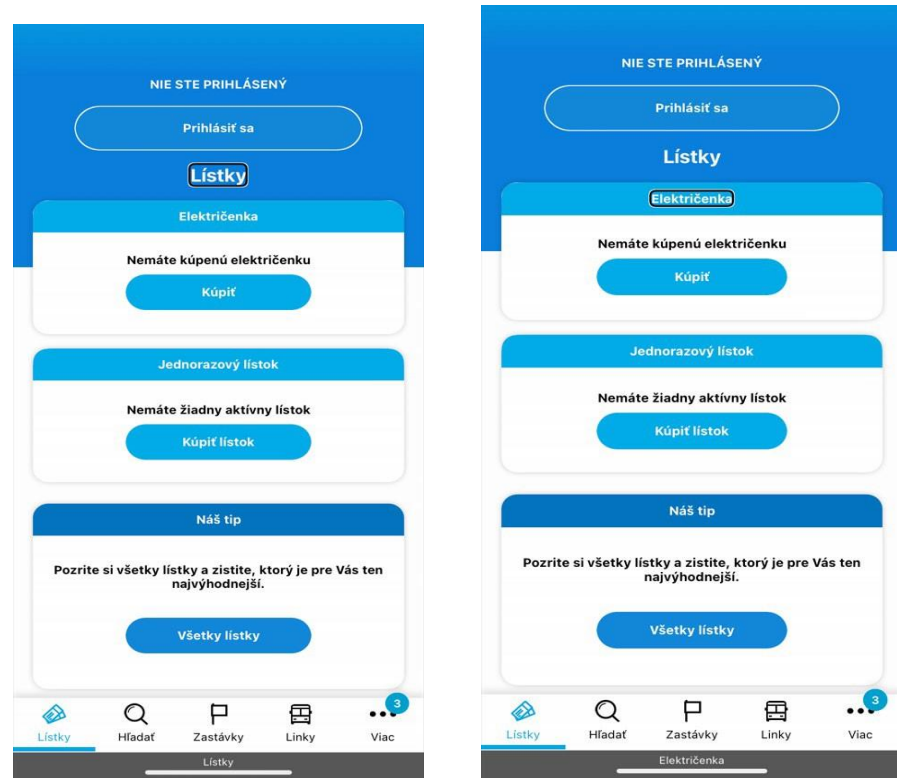 NIE STE PRIHLÁSENÝ
Prihlásiť sa
Lístky
Električenka
Nemáte kúpenú električenku
Kúpiť
Jednorazový lístok
Nemáte žiadny aktívny lístok
Kúpiť lístok
Náš tip
Pozrite si všetky lístky a zistite, ktorý je pre Vás ten
najvýhodnejší.
Všetky lístky
3
Lístky Hľadať Zastávky Linky Viac
Lístky
NIE STE PRIHLÁSENÝ
Prihlásiť sa
Lístky
Električenka
Nemáte kúpenú električenku
Kúpiť
Jednorazový lístok
Nemáte žiadny aktívny lístok
Kúpiť lístok
Náš tip
Pozrite si všetky lístky a zistite, ktorý je pre Vás ten
najvýhodnejší.
Všetky lístky
3
Lístky Hľadať Zastávky Linky Viac
Električenka